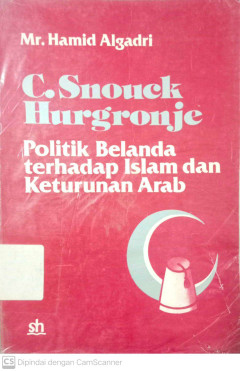 Mr. Hamid Algadri
C. Snouck
Hurgronje
Politik Belanda
terhadap Islam dan
Keturunan Arab
sh
CS Dipindai dengan CamScanner